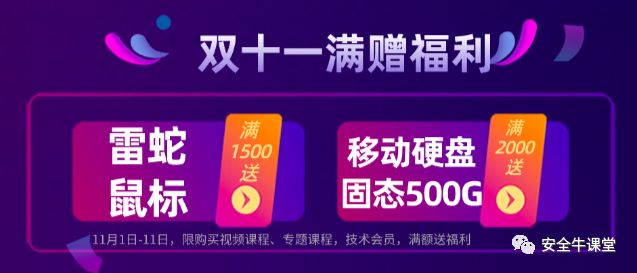 双十一满赠福利
雷蛇
鼠标
满
1500
送
移动硬盘
固态500G
满
2000
送
11月1日-11日，限购买视频课程、专题课程，技术会员，满额送福利
安全牛课堂